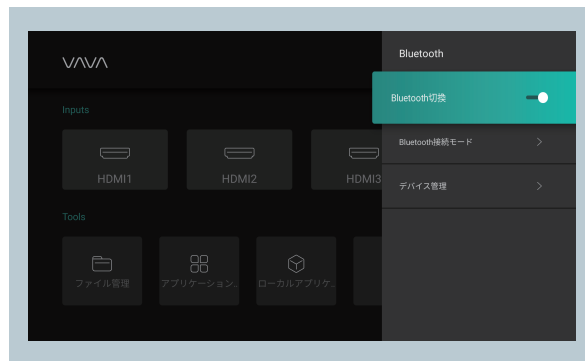 VAVA
Inputs
HDMI1
HDMI2
HDMI3
Tools
ファイル管理
アプリケーション..
ローカルアプリケ..
Bluetooth
Bluetooth切換
Bluetooth接続モード
デバイス管理